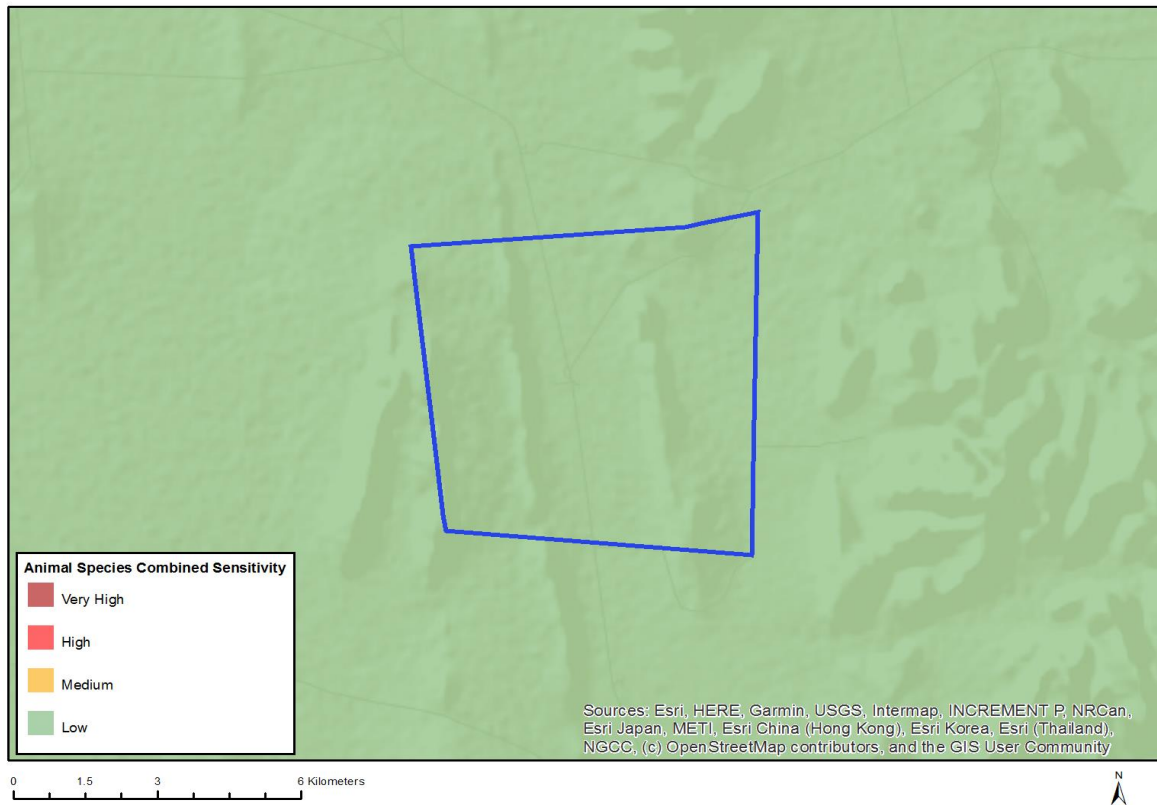 Animal Species Combined Sensitivity
Very High
High
Medium
Low
Sources: Esri, HERE, Garmin, USGS, Intermap, INCREMENT P, NRCan,
Esri Japan, METI, Esri China (Hong Kong), Esri Korea, Esri (Thailand),
NGCC, (c) OpenStreetMap contributors, and the GIS User Community
0 1.5 3 6 Kilometers
N